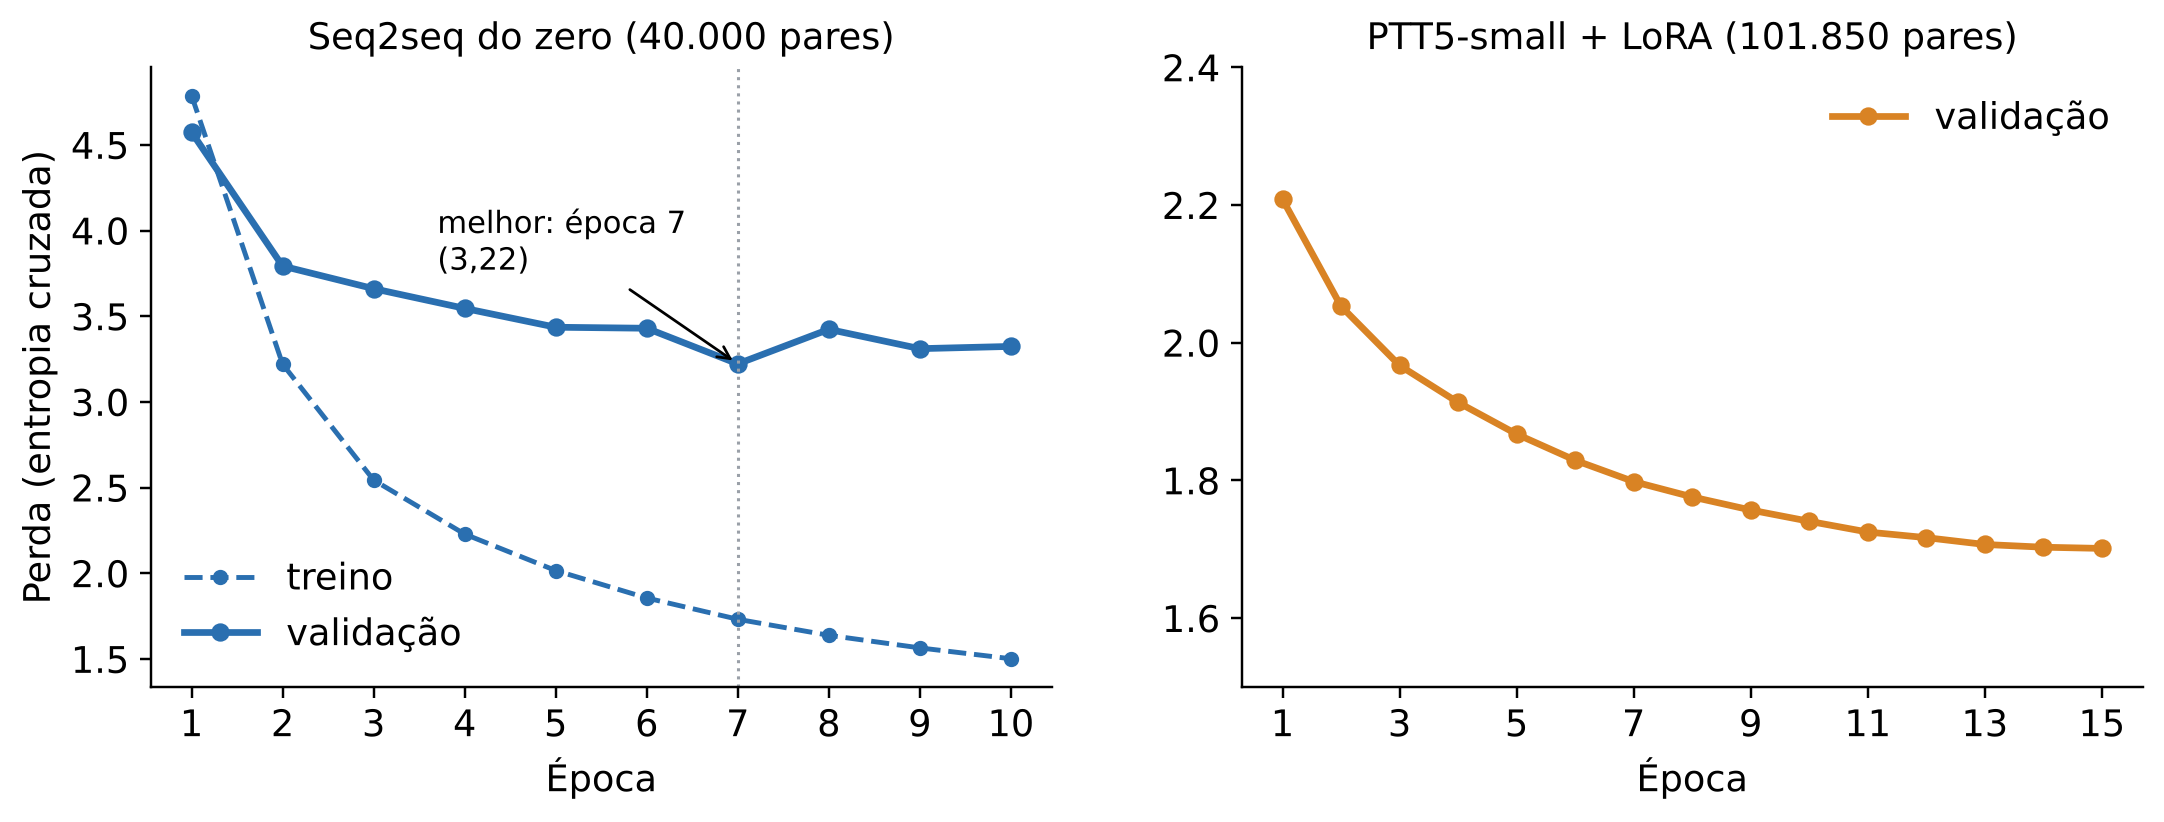 Seq2seq do zero (40.000 pares)
Perda (entropia cruzada)
4.5
4.0
3.5
3.0
2.5
2.0
1.5
melhor: época 7
(3,22)
treino
validação
1 2 3 4 5 6 7 8 9 10
Época
PTT5-small + LoRA (101.850 pares)
2.4
2.2
2.0
1.8
1.6
validação
1 3 5 7 9 11 13 15
Época